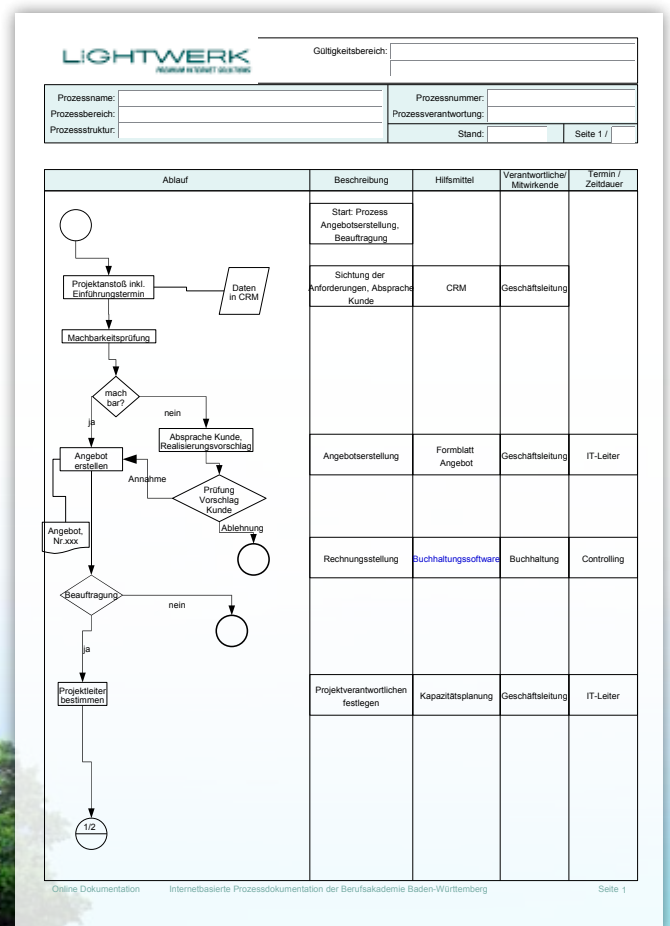 LiGHTWERK
PREMIUM INTERNET SOLUTIONS
Gültigkeitsbereich:
Prozessname:
Prozessbereich:
Prozessstruktur:
Prozessnummer:
Prozessverantwortung:
Stand:
Seite 1 /
Ablauf
Beschreibung
Hilfsmittel
Verantwortliche/
Mitwirkende
Termin /
Zeitdauer
Start: Prozess
Angebotserstellung,
Beauftragung
Projektanstoß inkl.
Einführungstermin
Daten
in CRM
Sichtung der
Anforderungen, Absprache
Kunde
CRM
Geschäftsleitung
Machbarkeitsprüfung
mach
bar?
ja
nein
Absprache Kunde,
Realisierungsvorschlag
Angebot
erstellen
Annahme
Prüfung
Vorschlag
Kunde
Ablehnung
Angebotserstellung
Formblatt
Angebot
Geschäftsleitung
IT-Leiter
Angebot,
Nr.xxx
Rechnungsstellung
Buchhaltungssoftware
Buchhaltung
Controlling
Beauftragung
nein
ja
Projektleiter
bestimmen
Projektverantwortlichen
festlegen
Kapazitätsplanung
Geschäftsleitung
IT-Leiter
1/2
Online Dokumentation
Internetbasierte Prozessdokumentation der Berufsakademie Baden-Württemberg
Seite 1